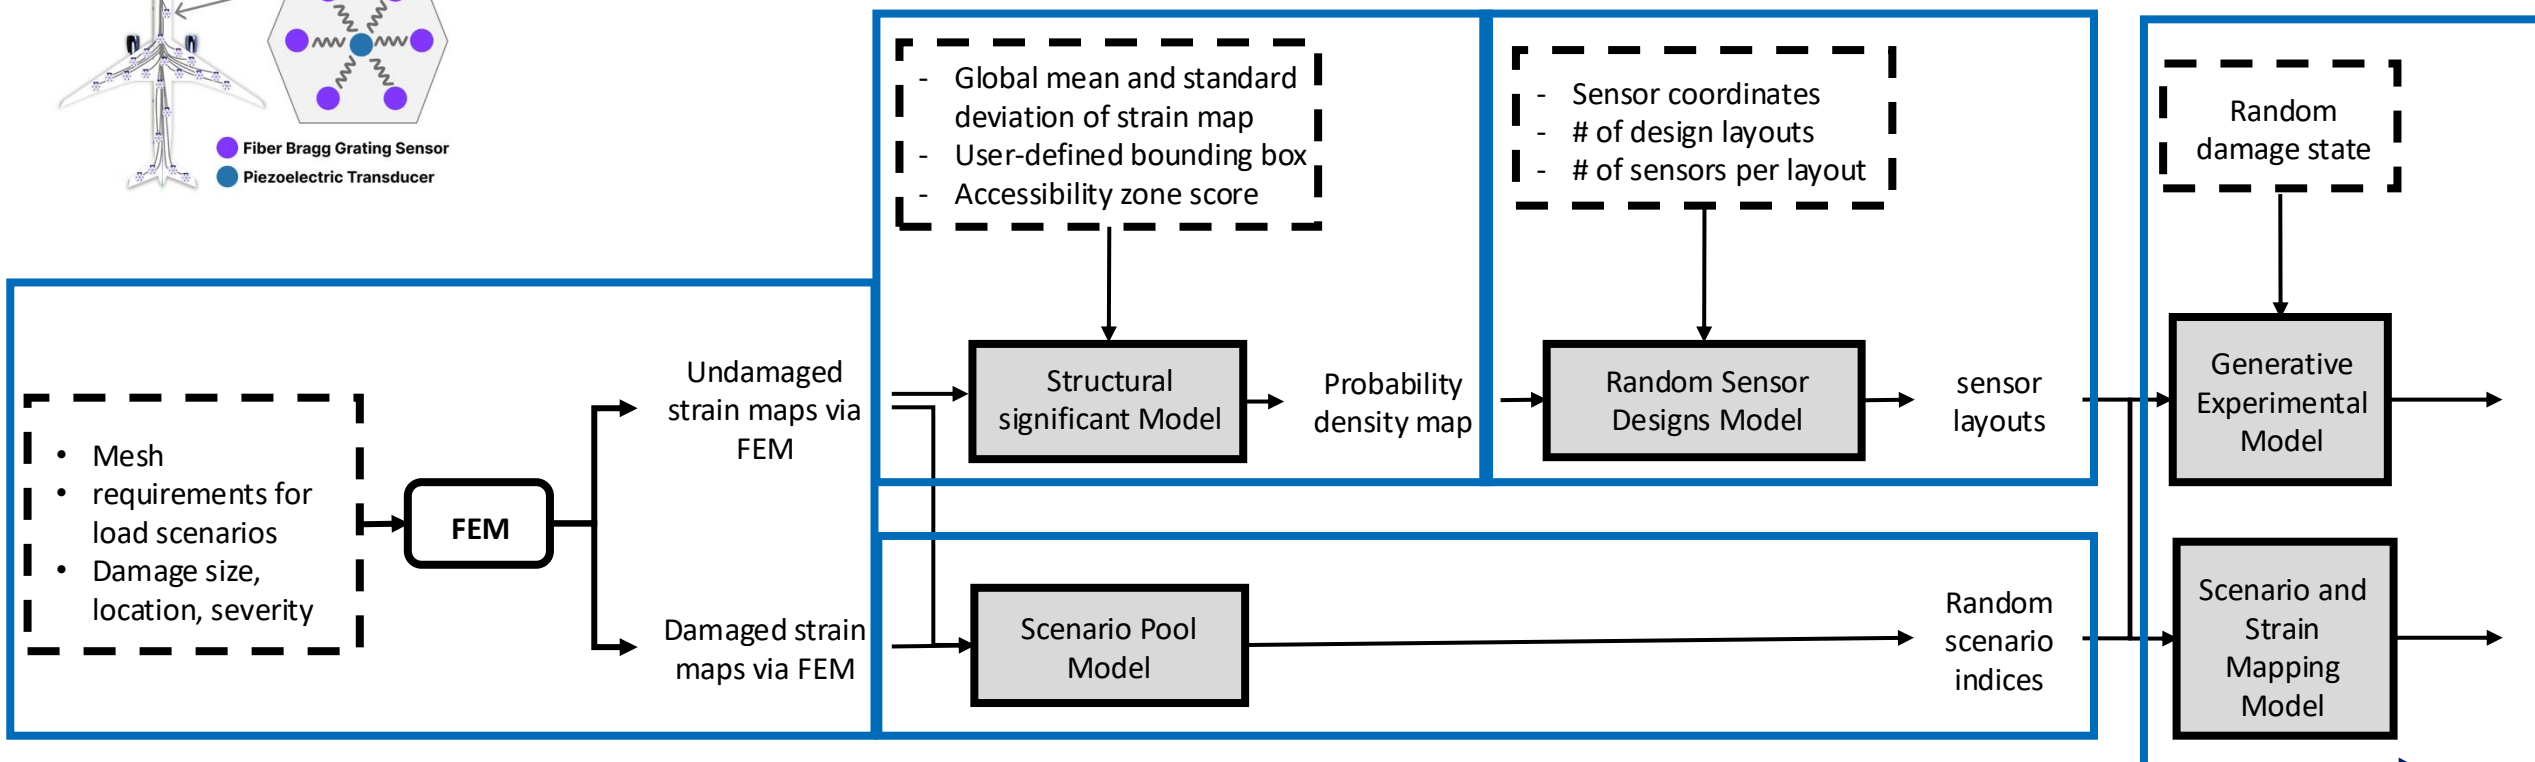 Fiber Bragg Grating Sensor
Piezoelectric Transducer
- Global mean and standard
deviation of strain map
- User-defined bounding box
- Accessibility zone score
- Sensor coordinates
- # of design layouts
- # of sensors per layout
Random
damage state
• Mesh
• requirements for
load scenarios
• Damage size,
location, severity
FEM
Undamaged
strain maps via
FEM
Damaged strain
maps via FEM
Structural
significant Model
Probability
density map
Random Sensor
Designs Model
sensor
layouts
Generative
Experimental
Model
Scenario Pool
Model
Random
scenario
indices
Scenario and
Strain
Mapping
Model